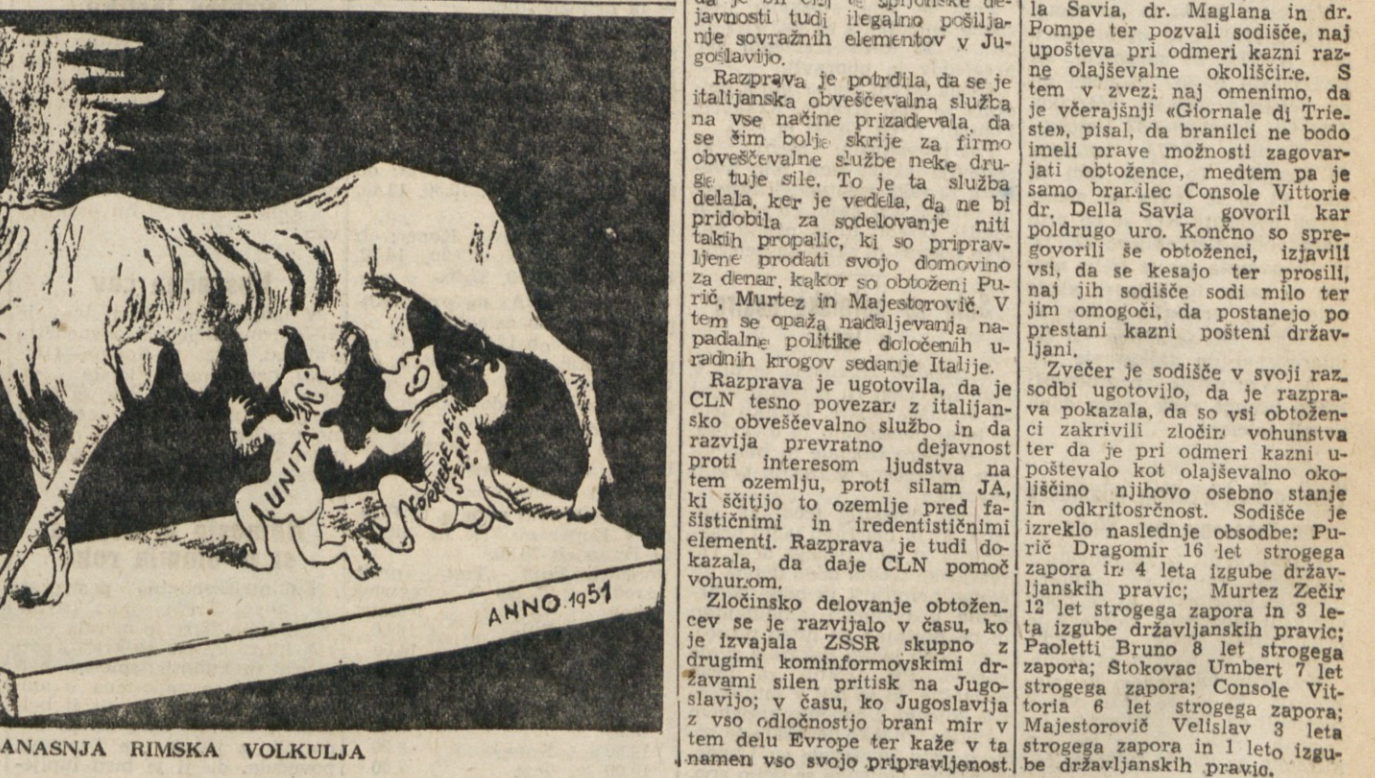 UNITA
CORRIERE DELLA
SERA
ANNO 1951
ANASNJA RIMSKA VOLKULJA
javnosti tudi ilegalno pošilja-
nje sovražnih elementov v Ju-
goslavijo.
Razprava je potrdila, da se je
italijanska obveščevalna služba
na vse načine prizadevala, da
se čim bolje skrije za firmo
obveščevalne službe neke dru-
ge tuje sile. To je ta služba
delala, ker je vedela, da ne bi
pridobila za sodelovanje niti
takih propalic, ki so priprav-
ljene prodati svojo domovino
za denar, kakor so obtoženi Pu-
rič, Murtez in Majestorovič. V
tem se opaža nadaljevanja na-
padalne politike določenih u-
radnih krogov sedanje Italije.
Razprava je ugotovila, da je
CLN tesno povezan z italijan-
sko obveščevalno službo in da
razvija prevratno dejavnost
proti interesom ljudstva na
tem ozemlju, proti silam JA,
ki ščitijo to ozemlje pred fa-
šističnimi in iredentističnimi
elementi. Razprava je tudi do-
kazala, da daje CLN pomoč
vohunom.
Zločinsko delovanje obtožen-
cev se je razvijalo v času, ko
je izvajala ZSSR skupno z
drugimi kominformovskimi dr-
žavami silen pritisk na Jugo-
slavijo; v času, ko Jugoslavija
z vso odločnostjo brani mir v
tem delu Evrope ter kaže v ta
namen vso svojo pripravljenost.
la Savia, dr. Maglana in dr.
Pompe ter pozvali sodišče, naj
upošteva pri odmeri kazni raz-
ne olajševalne okoliščine. S
tem v zvezi naj omenimo, da
je včerajšnji «Giornale di Trie-
ste», pisal, da branilci ne bodo
imeli prave možnosti zagovar-
jati obtožence, medtem pa je
samo branilec Console Vittorie
dr. Della Savia govoril kar
poldrugo uro. Končno so spre-
govorili še obtoženci, izjavili
vsi, da se kesajo ter prosili,
naj jih sodišče sodi milo ter
jim omogoči, da postanejo po
prestani kazni pošteni držav-
ljani.
Zvečer je sodišče v svoji raz-
sodbi ugotovilo, da je razpra-
va pokazala, da so vsi obtožen-
ci zakrivili zločin vohunstva
ter da je pri odmeri kazni u-
poštevalo kot olajševalno oko-
liščino njihovo osebno stanje
in odkritosrčnost. Sodišče je
izreklo naslednje obsodbe: Pu-
rič Dragomir 16 let strogega
zapora in 4 leta izgube držav-
ljanskih pravic; Murtez Zečir
12 let strogega zapora in 3 le-
ta izgube državljanskih pravic;
Paoletti Bruno 8 let strogega
zapora; Stokovac Umbert 7 let
strogega zapora; Console Vit-
toria 6 let strogega zapora;
Majestorovič Velislav 3 leta
strogega zapora in 1 leto izgu-
be državljanskih pravic.